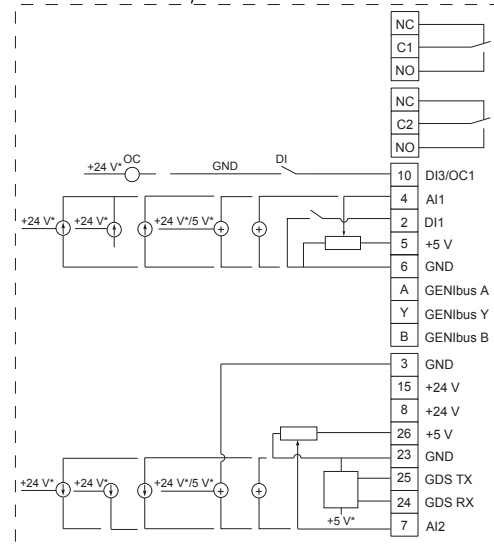 NC
C1
NO
NC
C2
NO
+24 V* OC GND DI 10 DI3/OC1
4 AI1
+24 V* +24 V* +24 V*/5 V* + + 2 DI1
5 +5 V
6 GND
A GENIbus A
Y GENIbus Y
B GENIbus B
3 GND
15 +24 V
8 +24 V
26 +5 V
23 GND
+24 V* +24 V* +24 V*/5 V* + + 25 GDS TX
24 GDS RX
+5 V* 7 AI2